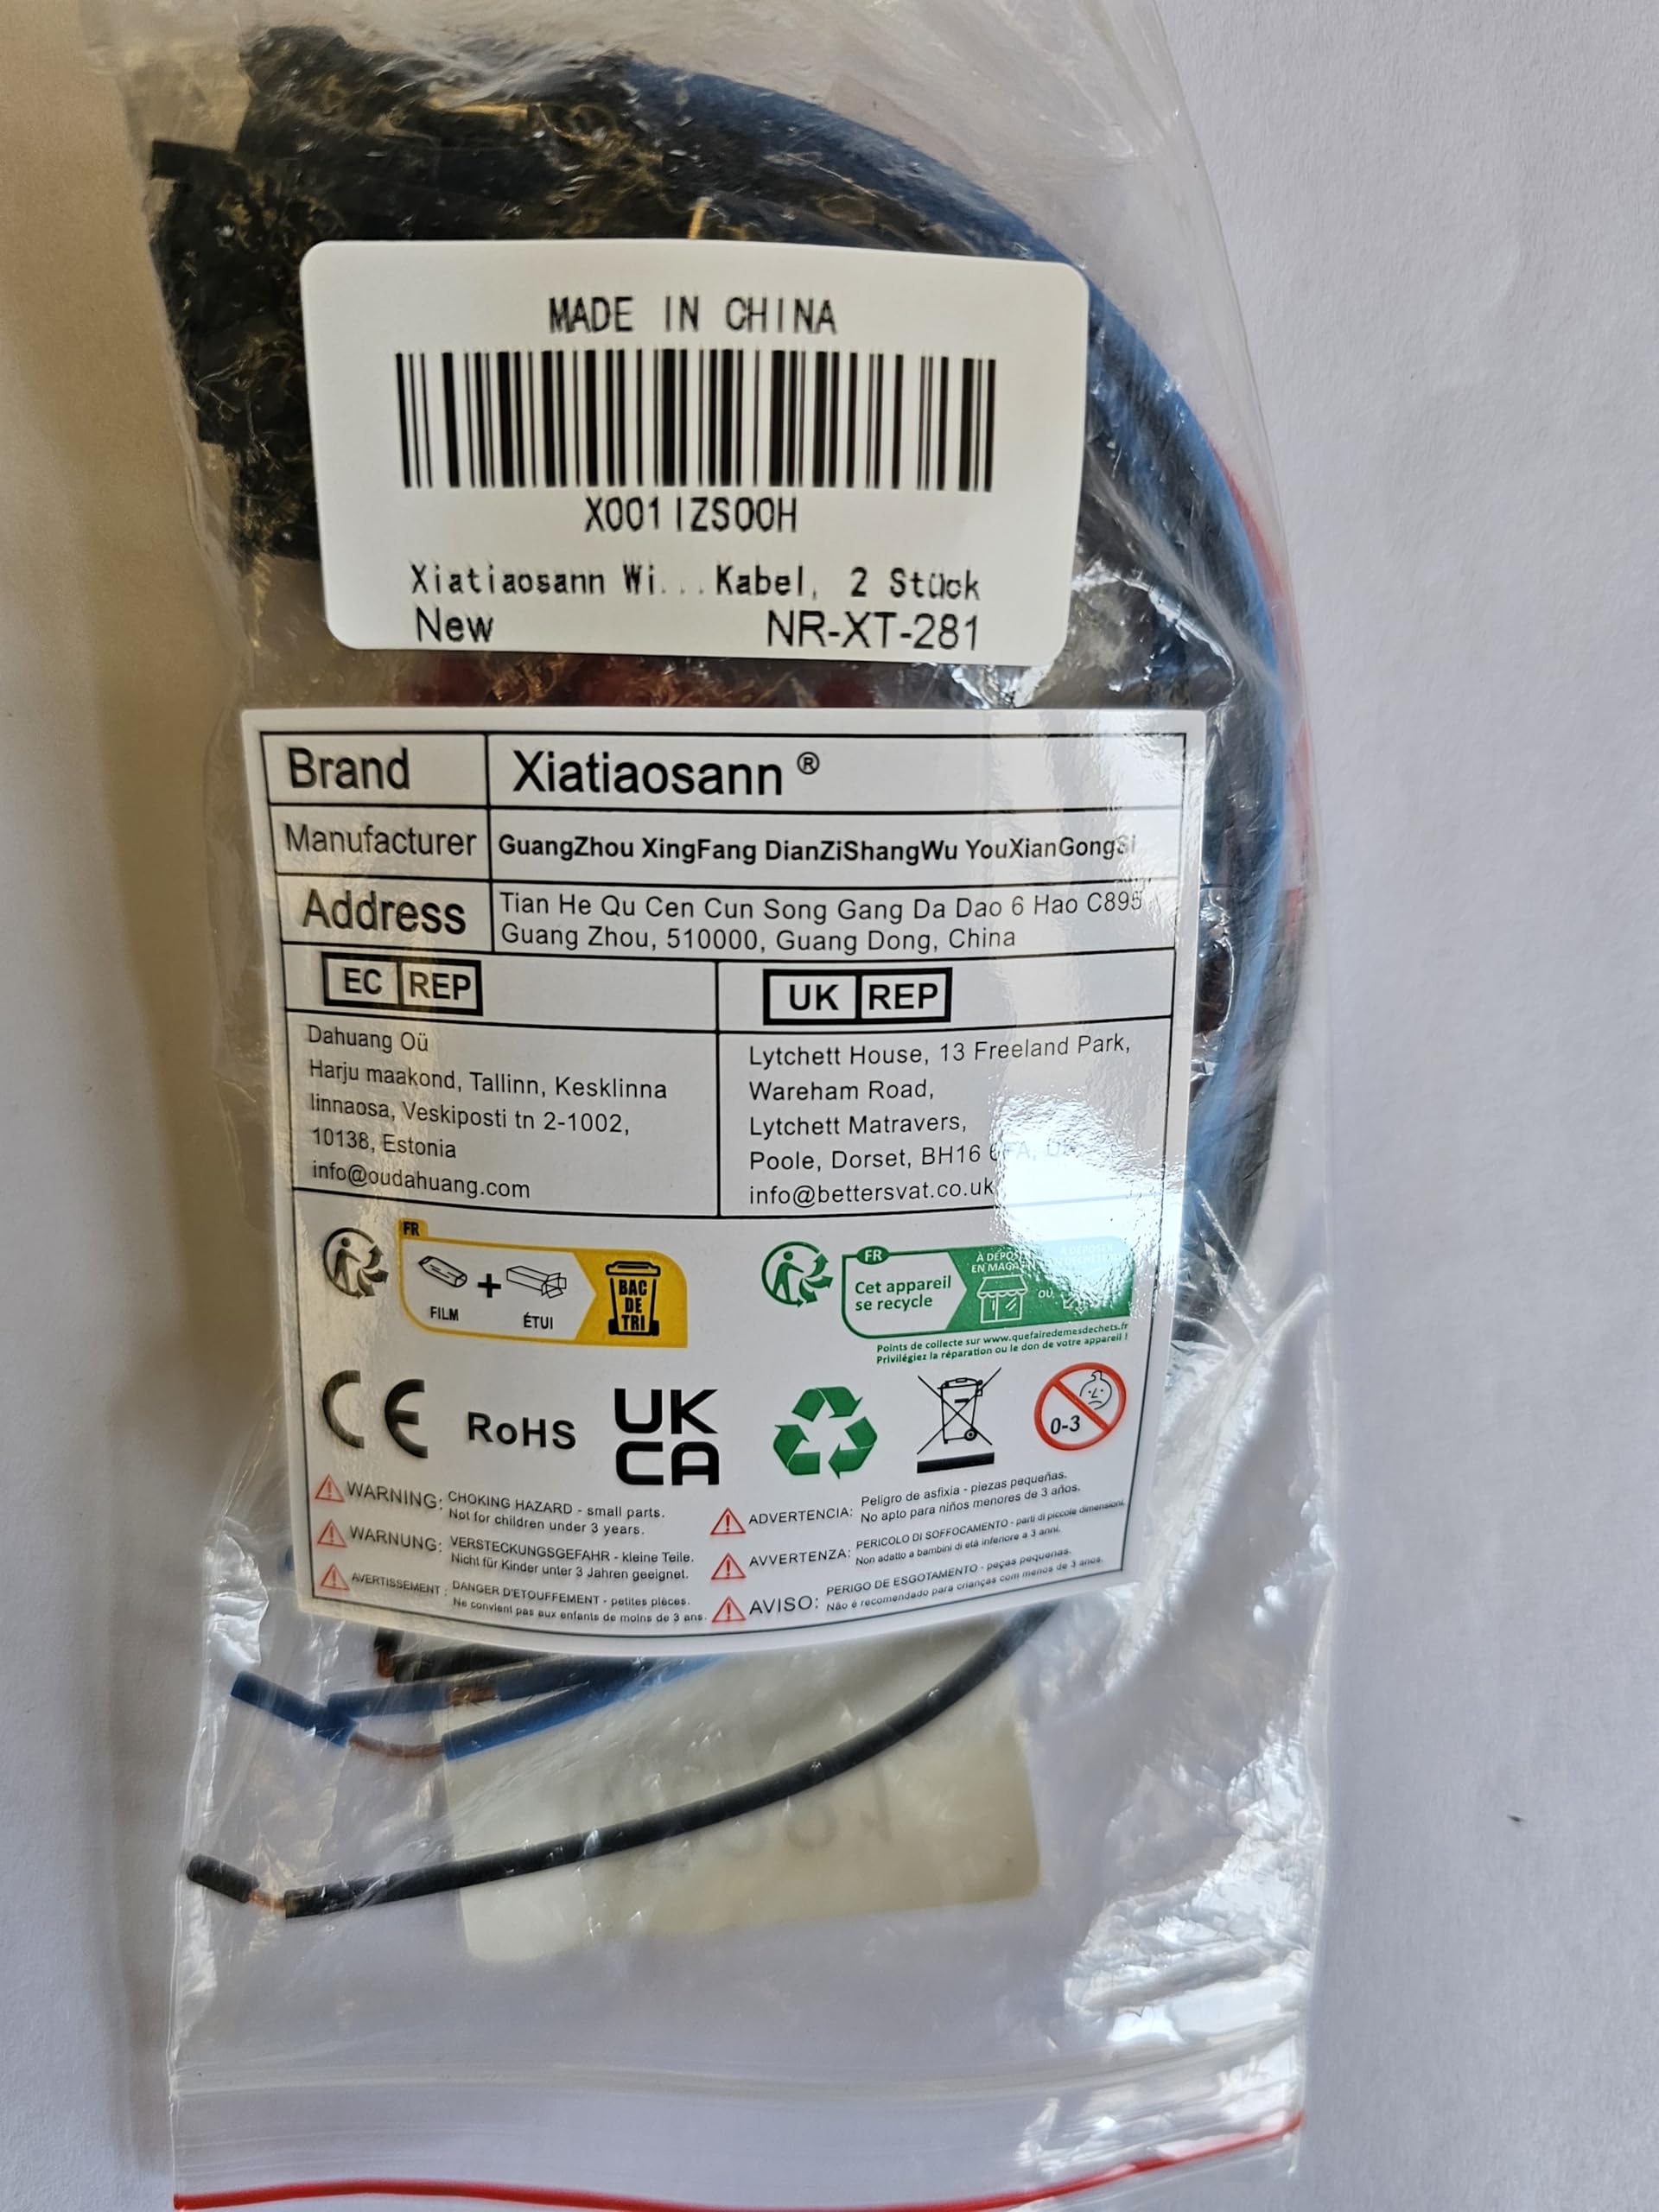 MADE IN CHINA
X001IZS00H
Xiatiaosann Wi...Kabel, 2 Stück
New NR-XT-281
Brand Xiatiaosann ®
Manufacturer GuangZhou XingFang DianZiShangWu YouXianGongSi
Address Tian He Qu Cen Cun Song Gang Da Dao 6 Hao C895
Guang Zhou, 510000, Guang Dong, China
EC REP
Dahuang Oü
Harju maakond, Tallinn, Kesklinna
linnaosa, Veskiposti tn 2-1002,
10138, Estonia
info@oudahuang.com
UK REP
Lytchett House, 13 Freeland Park,
Wareham Road,
Lytchett Matravers,
Poole, Dorset, BH16
info@bettersvat.co.uk
FR
FILM + ÉTUI
BAC
DE
TRI
FR
Cet appareil
se recycle
À DÉPOSER
EN MAGASIN
OU
Points de collecte sur www.quefairedemesdechets.fr
Privilégiez la réparation ou le don de votre appareil !
CE RoHS UK
CA
0-3
WARNING: CHOKING HAZARD - small parts.
Not for children under 3 years.
WARNUNG: VERSTECKUNGSGEFAHR - kleine Teile.
Nicht für Kinder unter 3 Jahren geeignet.
AVERTISSEMENT : DANGER D'ETOUFFEMENT - petites pièces.
Ne convient pas aux enfants de moins de 3 ans.
ADVERTENCIA: Peligro de asfixia - piezas pequeñas.
No apto para niños menores de 3 años.
AVVERTENZA: PERICOLO DI SOFFOCAMENTO - parti di piccole dimensioni.
Non adatto a bambini di età inferiore a 3 anni.
AVISO: PERIGO DE ESGOTAMENTO - peças pequenas.
Não é recomendado para crianças com menos de 3 anos.